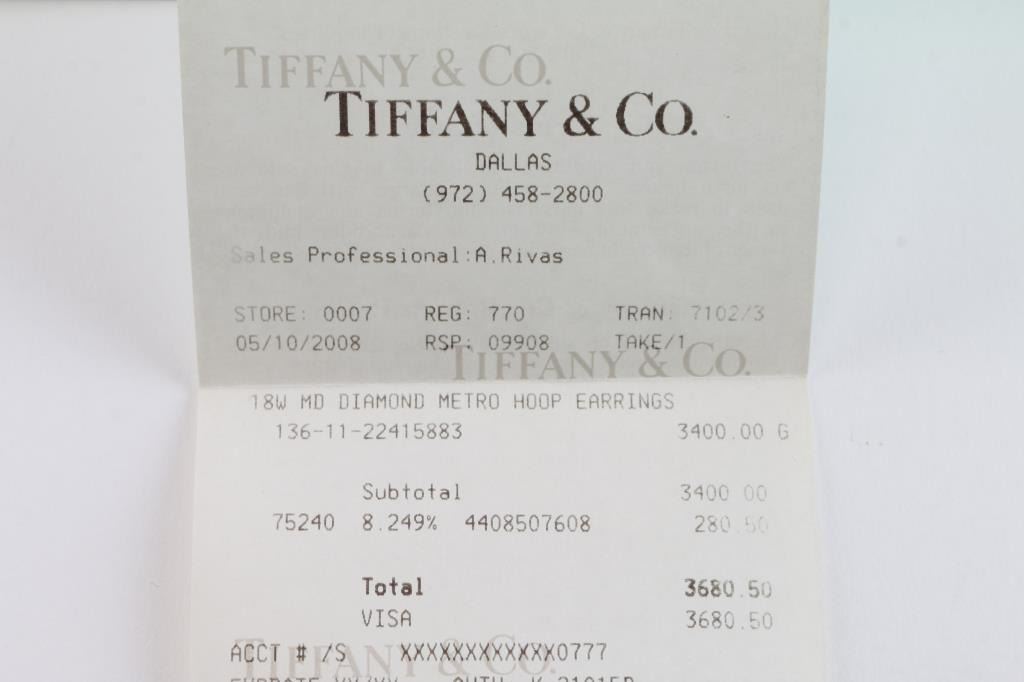 TIFFANY & CO.
TIFFANY & CO.
DALLAS
(972) 458-2800
Sales Professional:A.Rivas
STORE: 0007 REG: 770 TRAN: 7102/3
05/10/2008 RSP: 09908 TAKE/1
TIFFANY & CO.
18W MD DIAMOND METRO HOOP EARRINGS
136-11-22415883 3400.00 G
Subtotal 3400 00
75240 8.249% 4408507608 280.50
Total 3680.50
VISA 3680.50
TIFFANY & CO.
ACCT # /S XXXXXXXXXXXX0777